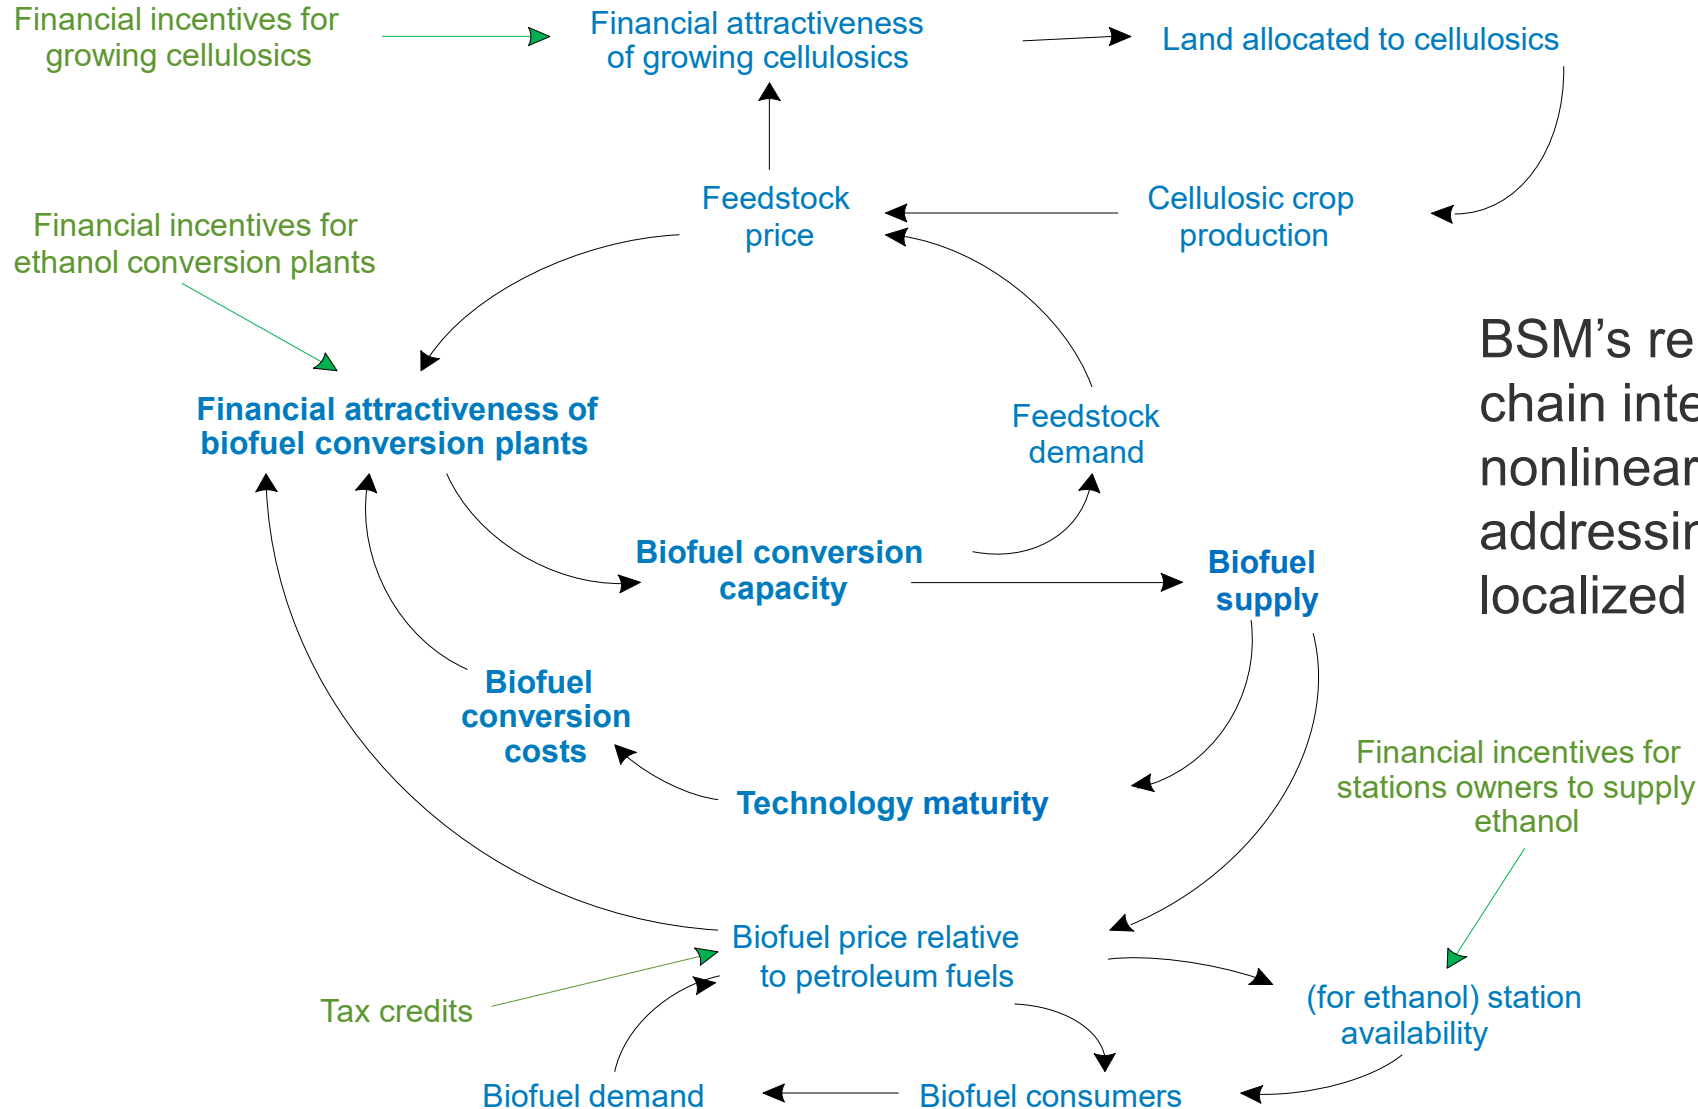 Financial incentives for
growing cellulosics
Financial attractiveness
of growing cellulosics
Land allocated to cellulosics
Feedstock
price
Cellulosic crop
production
Financial incentives for
ethanol conversion plants
Financial attractiveness of
biofuel conversion plants
Feedstock
demand
BSM's re
chain inte
nonlinear
addressin
localized
Biofuel conversion
capacity
Biofuel
supply
Biofuel
conversion
costs
Technology maturity
Financial incentives for
stations owners to supply
ethanol
Biofuel price relative
to petroleum fuels
Tax credits
(for ethanol) station
availability
Biofuel demand
Biofuel consumers